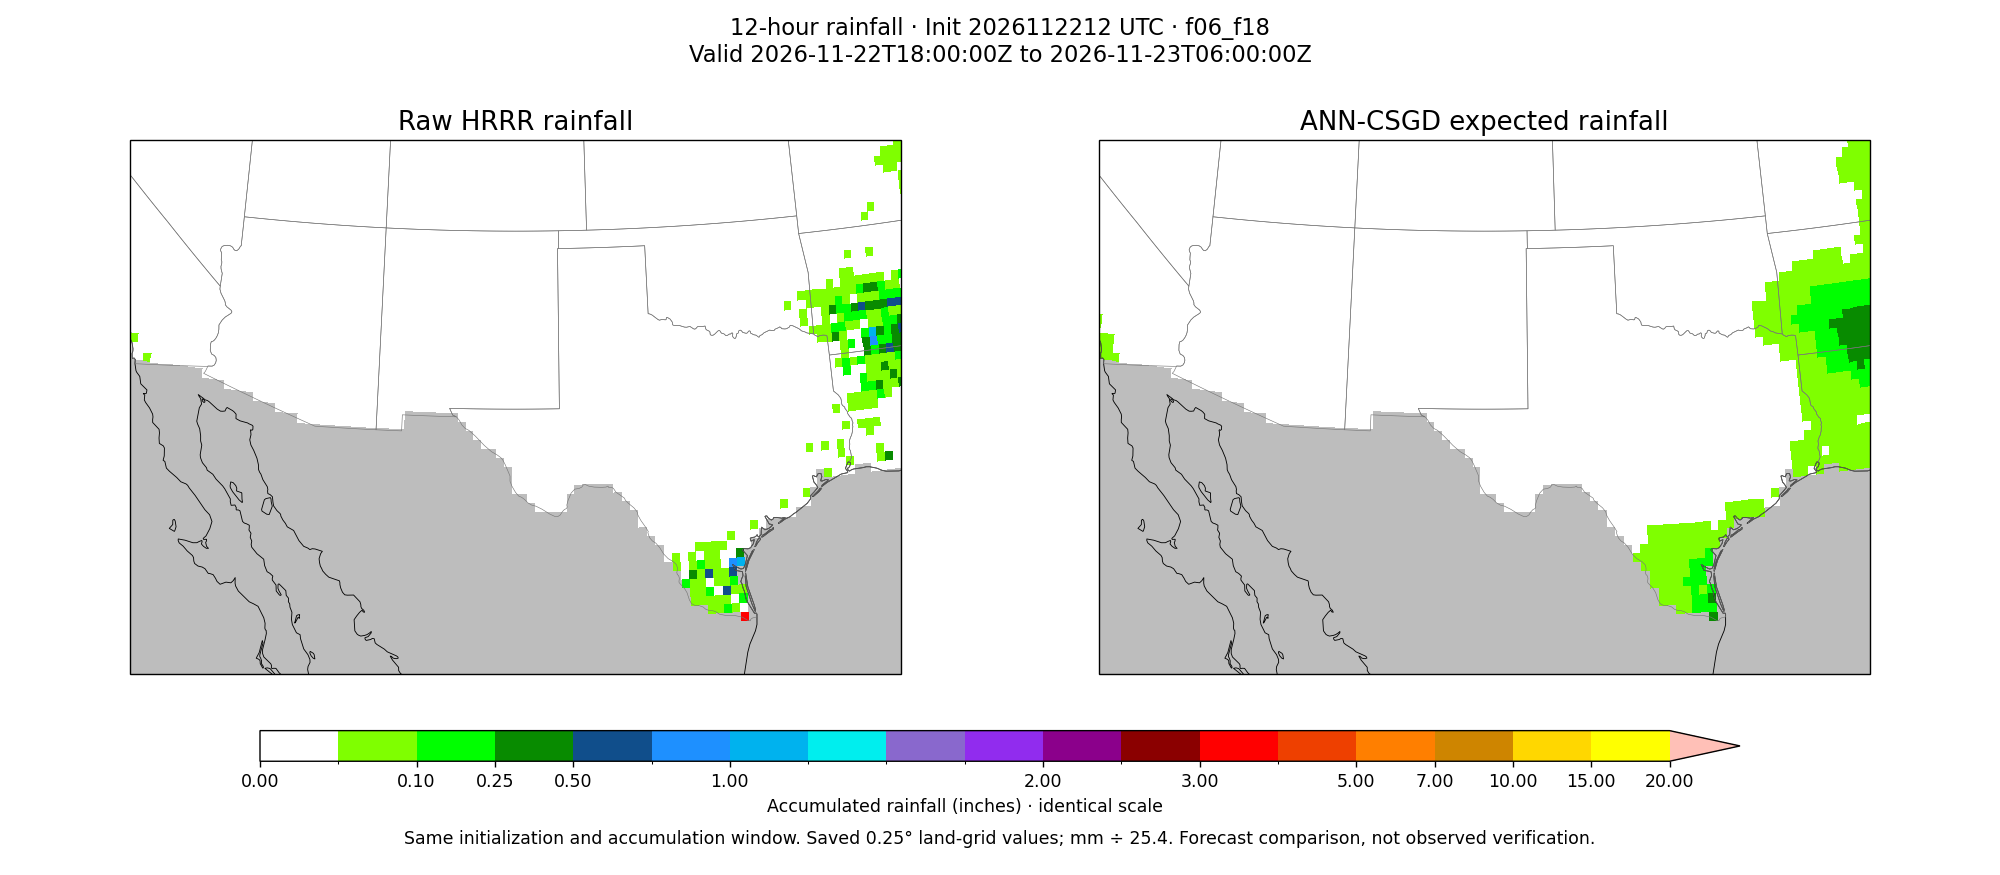 12-hour rainfall · Init 2026112212 UTC · f06_f18
Valid 2026-11-22T18:00:00Z to 2026-11-23T06:00:00Z
Raw HRRR rainfall
ANN-CSGD expected rainfall
0.00 0.10 0.25 0.50 1.00 2.00 3.00 5.00 7.00 10.00 15.00 20.00
Accumulated rainfall (inches) · identical scale
Same initialization and accumulation window. Saved 0.25° land-grid values; mm ÷ 25.4. Forecast comparison, not observed verification.